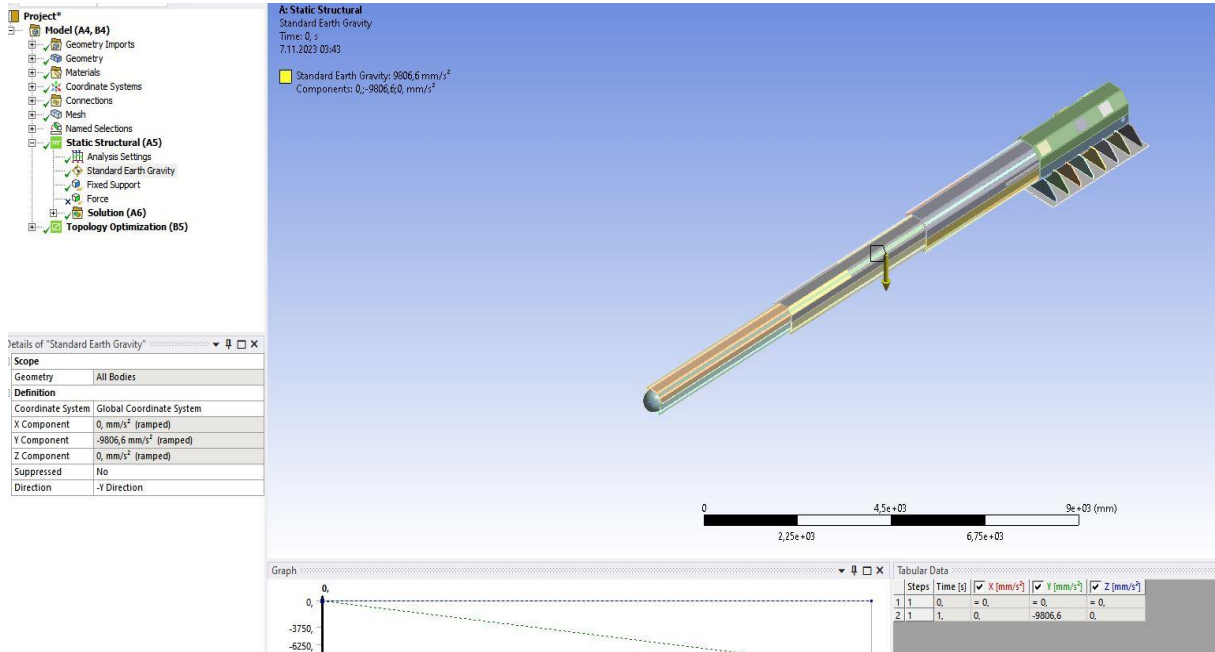 Project*
Model (A4, B4)
Geometry Imports
Geometry
Materials
Coordinate Systems
Connections
Mesh
Named Selections
Static Structural (A5)
Analysis Settings
Standard Earth Gravity
Fixed Support
Force
Solution (A6)
Topology Optimization (B5)
Details of "Standard Earth Gravity"
Scope
Geometry All Bodies
Definition
Coordinate System Global Coordinate System
X Component 0, mm/s² (ramped)
Y Component -9806,6 mm/s² (ramped)
Z Component 0, mm/s² (ramped)
Suppressed No
Direction -Y Direction
A: Static Structural
Standard Earth Gravity
Time: 0, s
7.11.2023 03:43
Standard Earth Gravity: 9806,6 mm/s²
Components: 0,;-9806,6;0, mm/s²
0 4,5e+03 9e+03 (mm)
2,25e+03 6,75e+03
Graph
0,
0,
-3750,
-6250,
Tabular Data
Steps Time [s] X [mm/s²] Y [mm/s²] Z [mm/s²]
1 1 0, = 0, = 0, = 0,
2 1 1, 0, -9806,6 0,